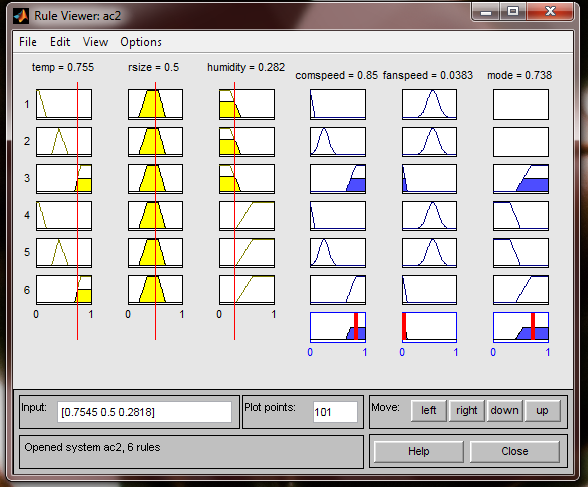 Rule Viewer: ac2
File Edit View Options
temp = 0.755 rsize = 0.5 humidity = 0.282 comspeed = 0.85 fanspeed = 0.0383 mode = 0.738
1
2
3
4
5
6
0 1 0 1 0 1
0 1 0 1 0 1
Input: [0.7545 0.5 0.2818] Plot points: 101 Move: left right down up
Opened system ac2, 6 rules Help Close